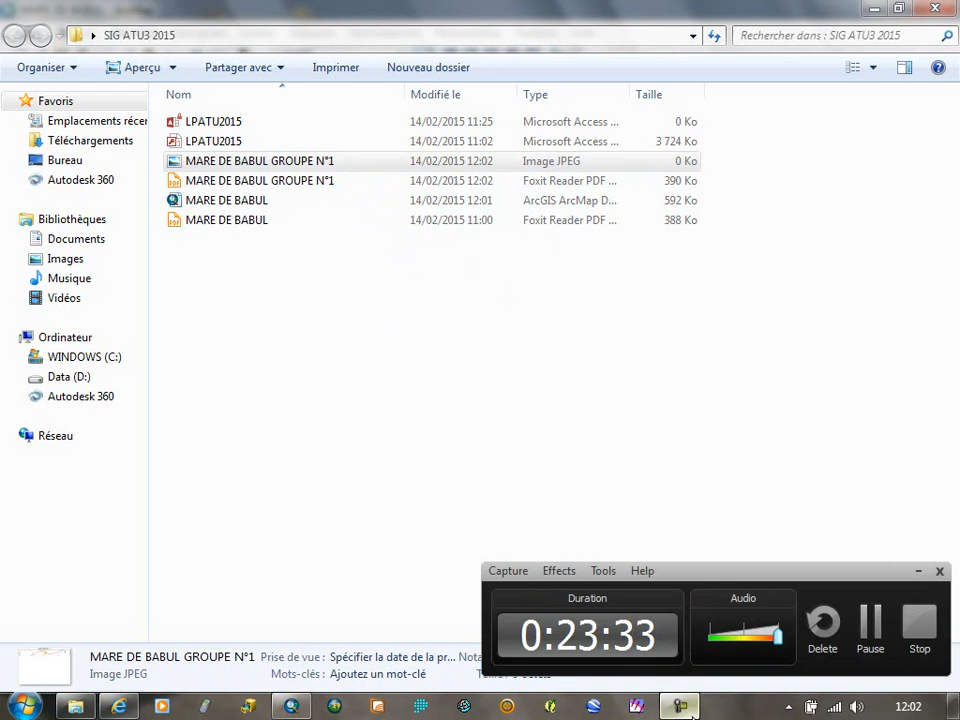 SIG ATU3 2015
Rechercher dans : SIG ATU3 2015
Organiser Aperçu Partager avec Imprimer Nouveau dossier
Nom Modifié le Type Taille
Favoris
Emplacements récer
Téléchargements
Bureau
Autodesk 360
Bibliothèques
Documents
Images
Musique
Vidéos
Ordinateur
WINDOWS (C:)
Data (D:)
Autodesk 360
Réseau
LPATU2015 14/02/2015 11:25 Microsoft Access ... 0 Ko
LPATU2015 14/02/2015 11:02 Microsoft Access ... 3 724 Ko
MARE DE BABUL GROUPE N°1 14/02/2015 12:02 Image JPEG 0 Ko
MARE DE BABUL GROUPE N°1 14/02/2015 12:02 Foxit Reader PDF ... 390 Ko
MARE DE BABUL 14/02/2015 12:01 ArcGIS ArcMap D... 592 Ko
MARE DE BABUL 14/02/2015 11:00 Foxit Reader PDF ... 388 Ko
Capture Effects Tools Help
Duration
0:23:33
Audio
Delete Pause Stop
MARE DE BABUL GROUPE N°1 Prise de vue : Spécifier la date de la pr...
Image JPEG Mots-clés : Ajoutez un mot-clé
12:02